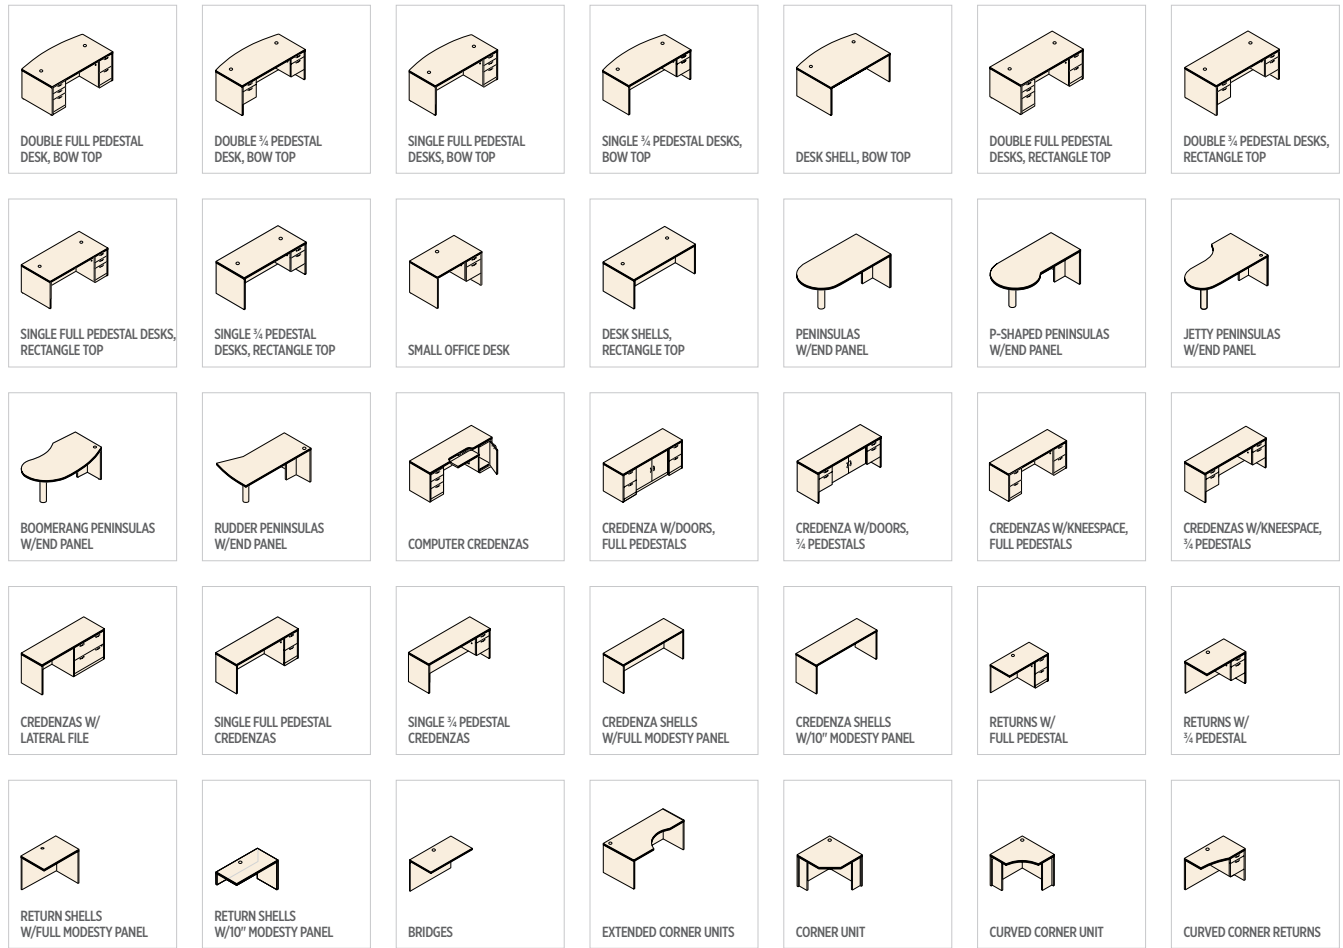 DOUBLE FULL PEDESTAL
DESK, BOW TOP
DOUBLE ¾ PEDESTAL
DESK, BOW TOP
SINGLE FULL PEDESTAL
DESKS, BOW TOP
SINGLE ¾ PEDESTAL DESKS,
BOW TOP
DESK SHELL, BOW TOP
DOUBLE FULL PEDESTAL
DESKS, RECTANGLE TOP
DOUBLE ¾ PEDESTAL DESKS,
RECTANGLE TOP
SINGLE FULL PEDESTAL DESKS,
RECTANGLE TOP
SINGLE ¾ PEDESTAL
DESKS, RECTANGLE TOP
SMALL OFFICE DESK
DESK SHELLS,
RECTANGLE TOP
PENINSULAS
W/END PANEL
P-SHAPED PENINSULAS
W/END PANEL
JETTY PENINSULAS
W/END PANEL
BOOMERANG PENINSULAS
W/END PANEL
RUDDER PENINSULAS
W/END PANEL
COMPUTER CREDENZAS
CREDENZA W/DOORS,
FULL PEDESTALS
CREDENZA W/DOORS,
¾ PEDESTALS
CREDENZAS W/KNEESPACE,
FULL PEDESTALS
CREDENZAS W/KNEESPACE,
¾ PEDESTALS
CREDENZAS W/
LATERAL FILE
SINGLE FULL PEDESTAL
CREDENZAS
SINGLE ¾ PEDESTAL
CREDENZAS
CREDENZA SHELLS
W/FULL MODESTY PANEL
CREDENZA SHELLS
W/10" MODESTY PANEL
RETURNS W/
FULL PEDESTAL
RETURNS W/
¾ PEDESTAL
RETURN SHELLS
W/FULL MODESTY PANEL
RETURN SHELLS
W/10" MODESTY PANEL
BRIDGES
EXTENDED CORNER UNITS
CORNER UNIT
CURVED CORNER UNIT
CURVED CORNER RETURNS